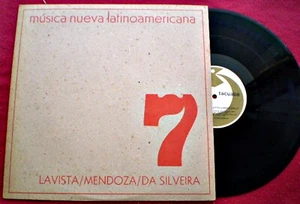 música nueva latinoamericana
7
LAVISTA/MENDOZA/DA SILVEIRA
tacuabé